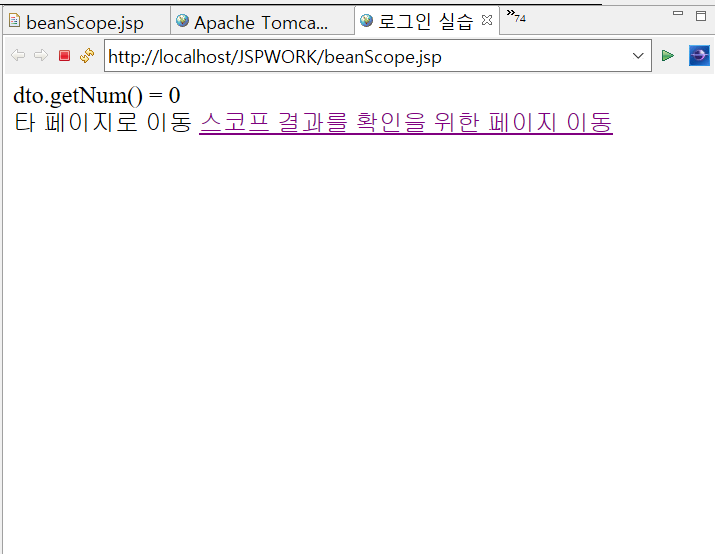 beanScope.jsp
Apache Tomca...
로그인 실습
»74
http://localhost/JSPWORK/beanScope.jsp
dto.getNum() = 0
타 페이지로 이동 스코프 결과를 확인을 위한 페이지 이동